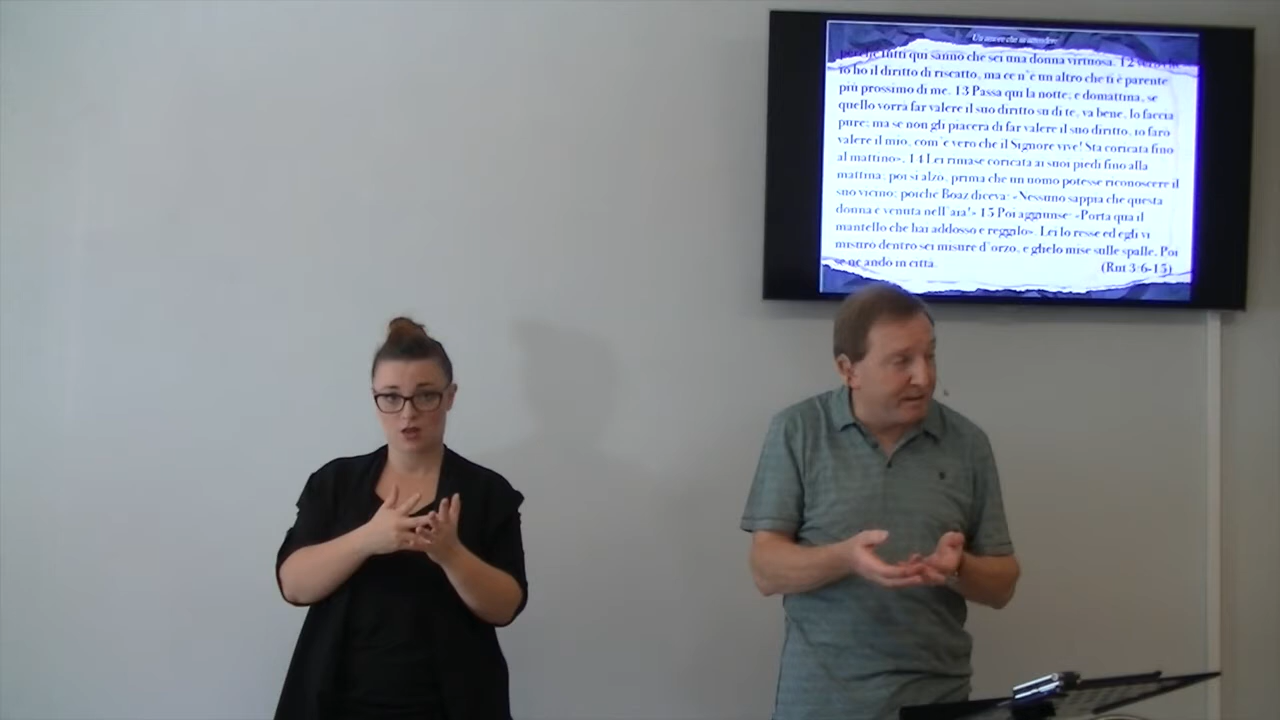 Un amore che sa attendere
perché tutti qui sanno che sei una donna virtuosa. 12
io ho il diritto di riscatto, ma ce n'è un altro che ti è parente
più prossimo di me. 13 Passa qui la notte; e domattina, se
quello vorrà far valere il suo diritto su di te, va bene, lo faccia
pure; ma se non gli piacerà di far valere il suo diritto, io farò
valere il mio, com'è vero che il Signore vive! Sta coricata fino
al mattino». 14 Lei rimase coricata ai suoi piedi fino alla
mattina; poi si alzò, prima che un uomo potesse riconoscere il
suo vicino; poiché Boaz diceva: «Nessuno sappia che questa
donna è venuta nell'aia!» 15 Poi aggiunse: «Porta qua il
mantello che hai addosso e reggilo». Lei lo resse ed egli vi
misurò dentro sei misure d'orzo, e glielo mise sulle spalle. Poi
se ne andò in città. (Rut 3:6-15)